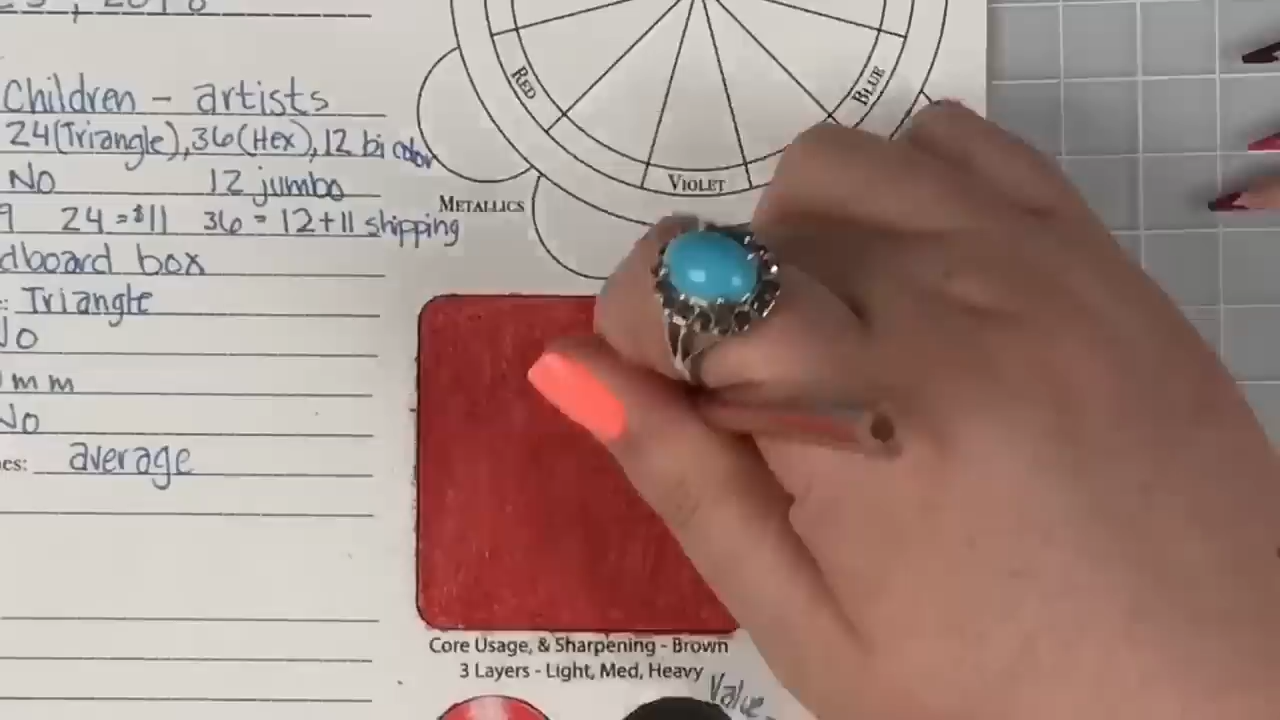 Children - artists
24(Triangle), 36(Hex), 12 bi color
No 12 jumbo
9 24 = $11 36 = 12+11 shipping
dboard box
: Triangle
No
mm
No
es: average
RED
BLUE
VIOLET
METALLICS
Core Usage, & Sharpening - Brown
3 Layers - Light, Med, Heavy
Value